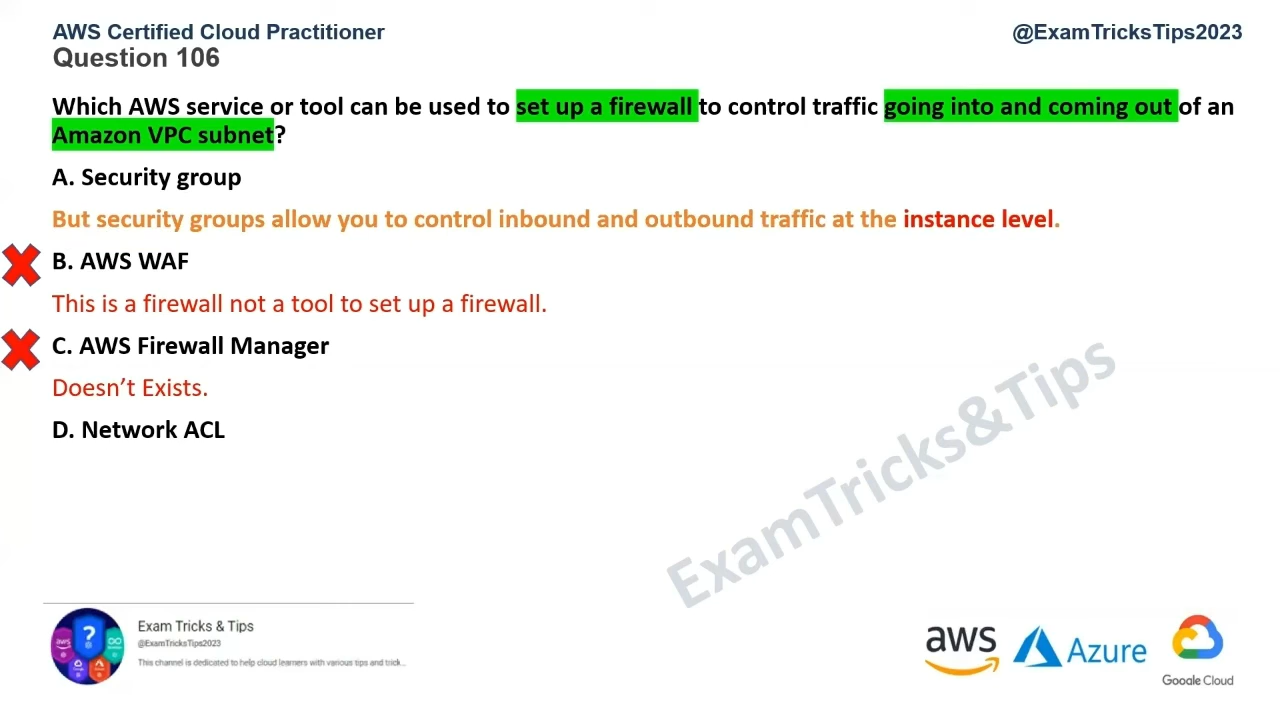 AWS Certified Cloud Practitioner
@ExamTricksTips2023
Question 106
Which AWS service or tool can be used to set up a firewall to control traffic going into and coming out of an
Amazon VPC subnet?
A. Security group
But security groups allow you to control inbound and outbound traffic at the instance level.
B. AWS WAF
This is a firewall not a tool to set up a firewall.
C. AWS Firewall Manager
Doesn’t Exists.
D. Network ACL
ExamTricks&Tips
Exam Tricks & Tips
@ExamTricksTips2023
This channel is dedicated to help cloud learners with various tips and trick...
aws
?
aws
Azure
Google Cloud